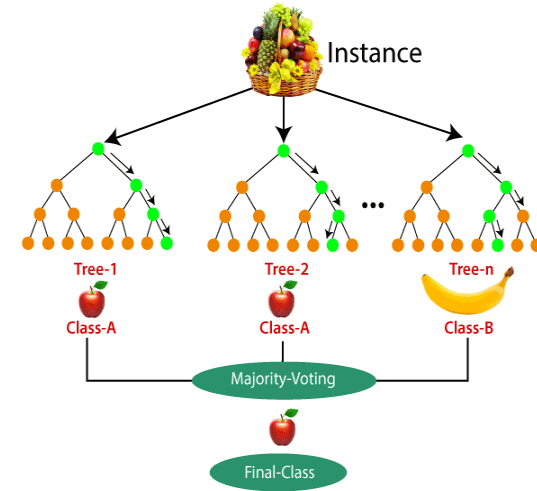 Instance
...
Tree-1
Tree-2
Tree-n
Class-A
Class-A
Class-B
Majority-Voting
Final-Class